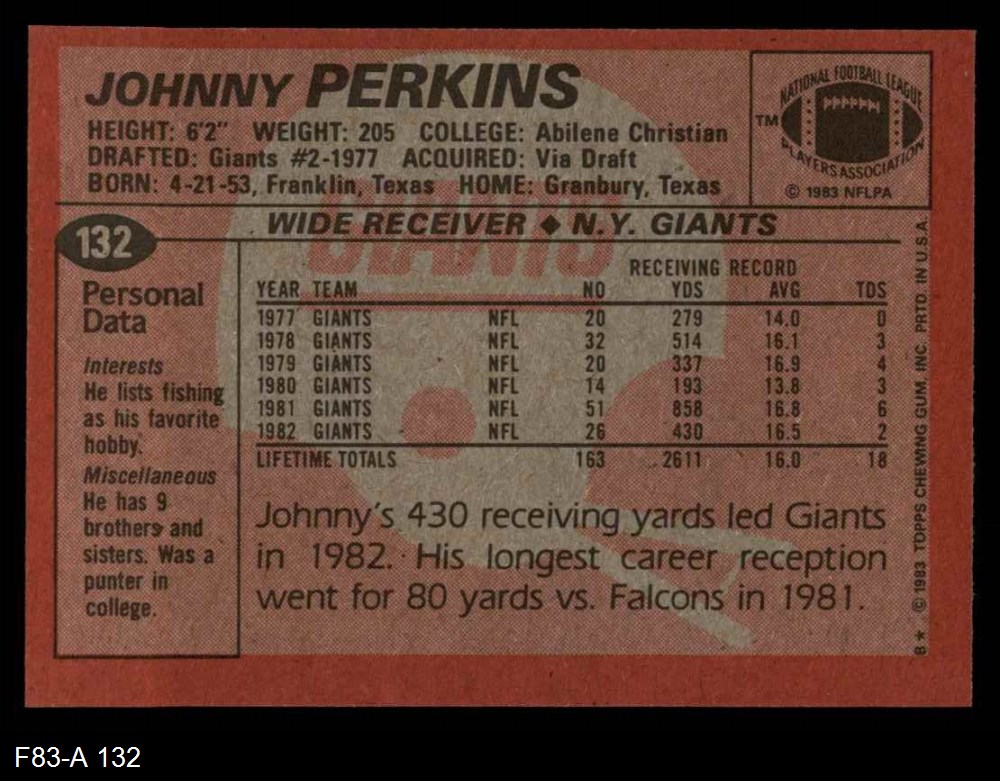 JOHNNY PERKINS
HEIGHT: 6'2" WEIGHT: 205 COLLEGE: Abilene Christian
DRAFTED: Giants #2-1977 ACQUIRED: Via Draft
BORN: 4-21-53, Franklin, Texas HOME: Granbury, Texas
NATIONAL FOOTBALL LEAGUE
TM
PLAYERS ASSOCIATION
© 1983 NFLPA
WIDE RECEIVER ♦ N.Y. GIANTS
GIANTS
132
Personal
Data
Interests
He lists fishing
as his favorite
hobby.
Miscellaneous
He has 9
brothers and
sisters. Was a
punter in
college.
RECEIVING RECORD
YEAR TEAM NO YDS AVG TDS
1977 GIANTS NFL 20 279 14.0 0
1978 GIANTS NFL 32 514 16.1 3
1979 GIANTS NFL 20 337 16.9 4
1980 GIANTS NFL 14 193 13.8 3
1981 GIANTS NFL 51 858 16.8 6
1982 GIANTS NFL 26 430 16.5 2
LIFETIME TOTALS 163 2611 16.0 18
Johnny's 430 receiving yards led Giants
in 1982. His longest career reception
went for 80 yards vs. Falcons in 1981.
B★ © 1983 TOPPS CHEWING GUM, INC. PRTD. IN U.S.A.
F83-A 132